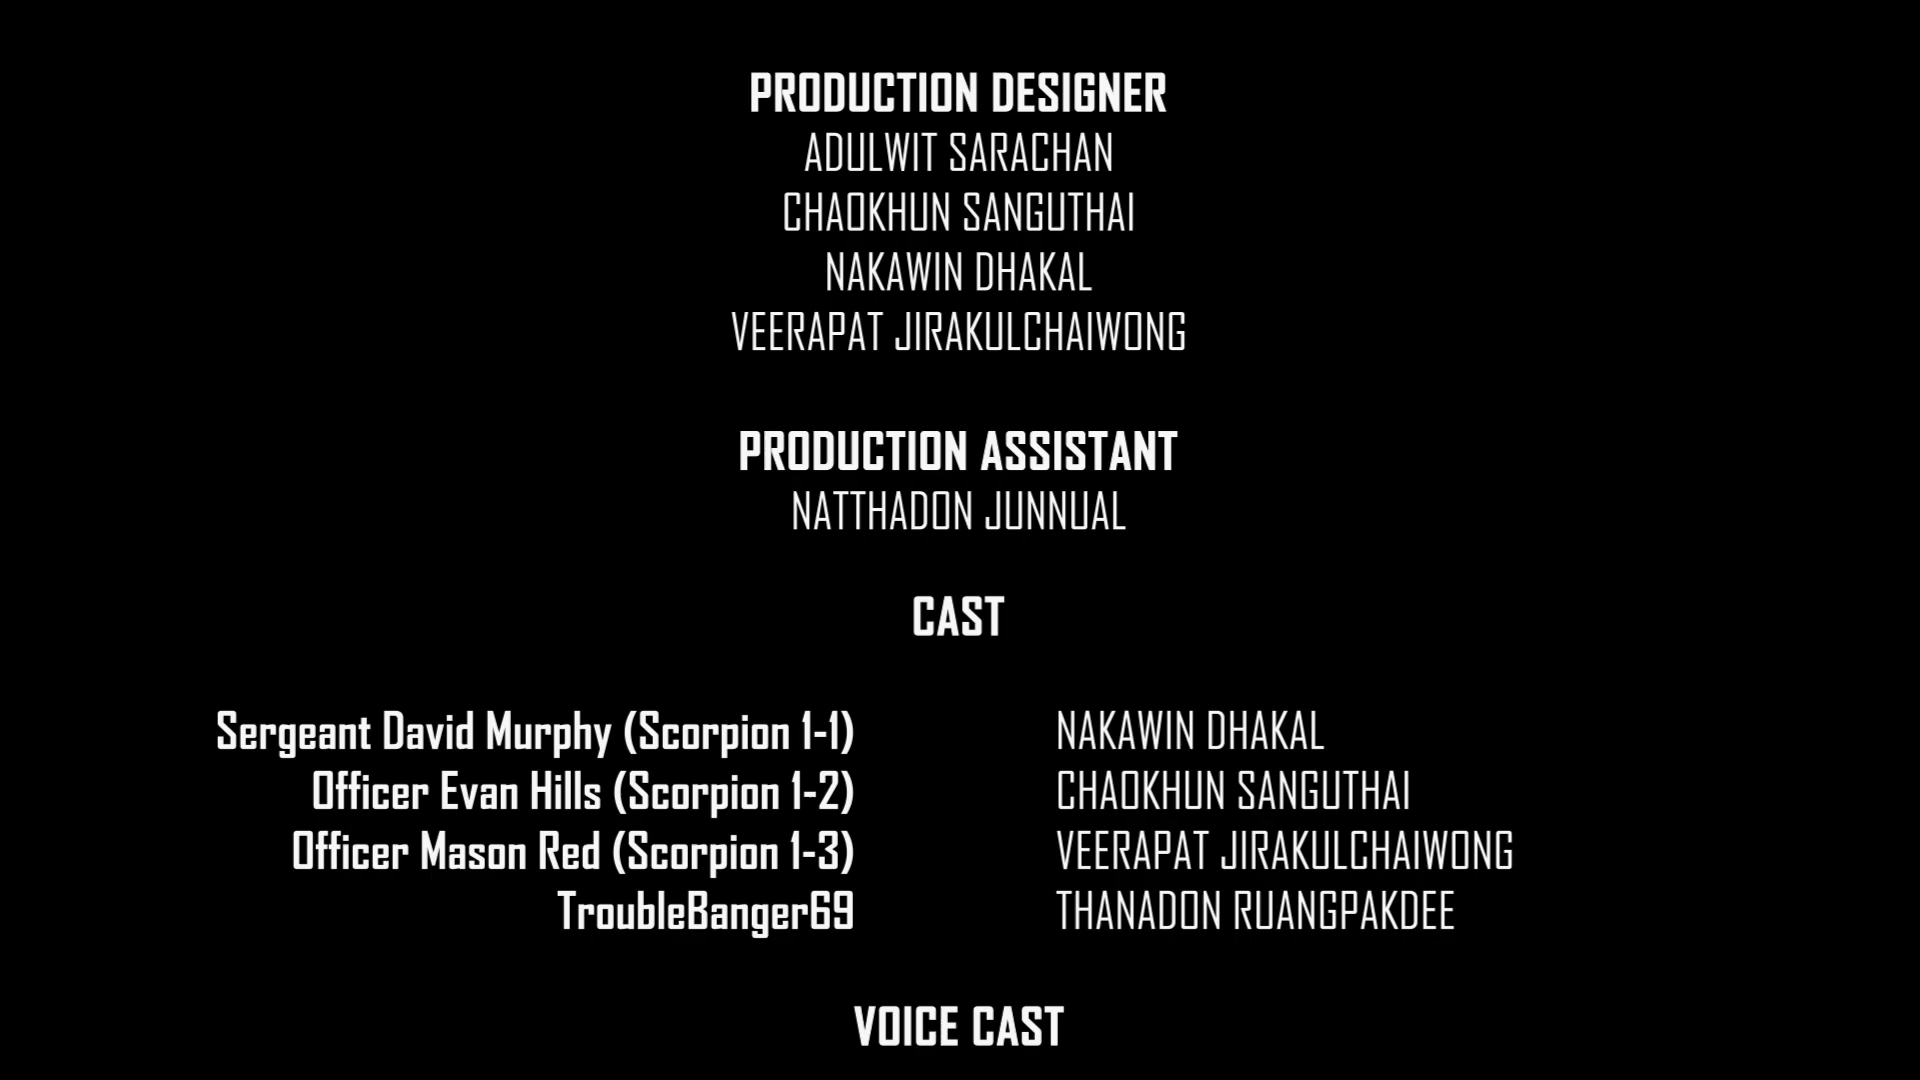 PRODUCTION DESIGNER
ADULWIT SARACHAN
CHAOKHUN SANGUTHAI
NAKAWIN DHAKAL
VEERAPAT JIRAKULCHAIWONG
PRODUCTION ASSISTANT
NATTHADON JUNNUAL
CAST
Sergeant David Murphy (Scorpion 1-1) NAKAWIN DHAKAL
Officer Evan Hills (Scorpion 1-2) CHAOKHUN SANGUTHAI
Officer Mason Red (Scorpion 1-3) VEERAPAT JIRAKULCHAIWONG
TroubleBanger69 THANADON RUANGPAKDEE
VOICE CAST